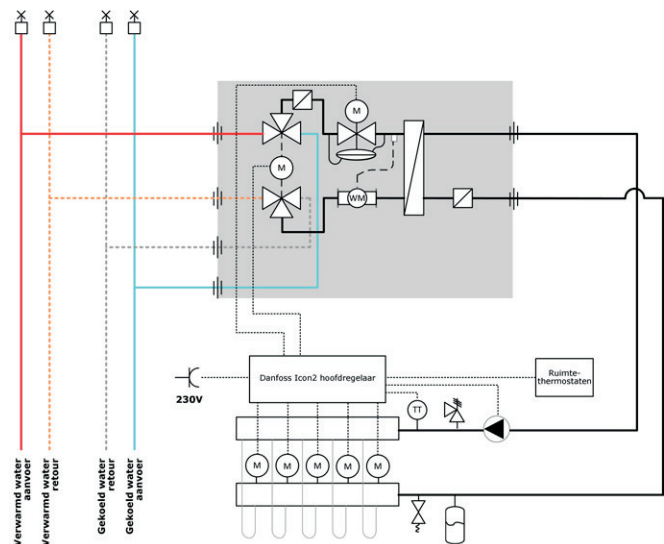 M
M
WM
Danfoss Icon2 hoofdregelaar
Ruimte-
thermostaten
230V
TT
M
M
M
M
M
Verwarmd water
aanvoer
Verwarmd water
retour
Gekoeld water
retour
Gekoeld water
aanvoer